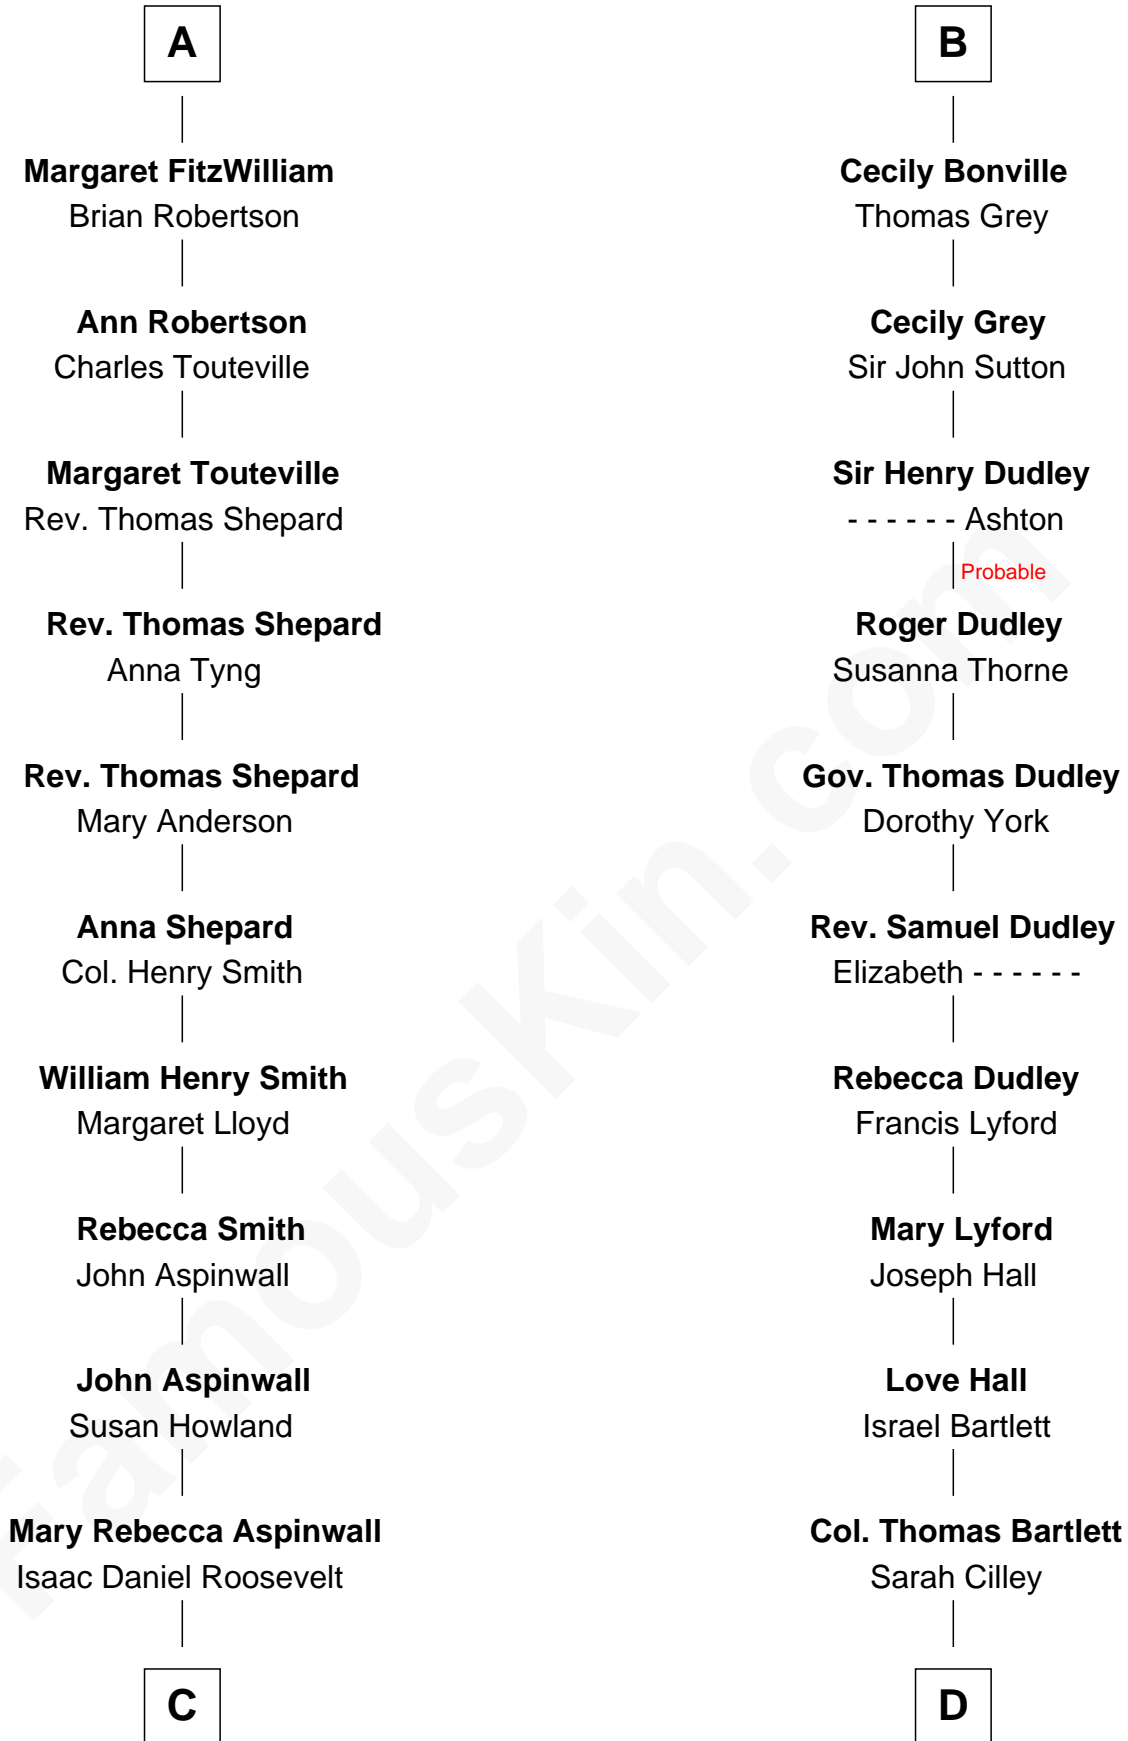 A
Margaret FitzWilliam
Brian Robertson
Ann Robertson
Charles Touteville
Margaret Touteville
Rev. Thomas Shepard
Rev. Thomas Shepard
Anna Tyng
Rev. Thomas Shepard
Mary Anderson
Anna Shepard
Col. Henry Smith
William Henry Smith
Margaret Lloyd
Rebecca Smith
John Aspinwall
John Aspinwall
Susan Howland
Mary Rebecca Aspinwall
Isaac Daniel Roosevelt
C
B
Cecily Bonville
Thomas Grey
Cecily Grey
Sir John Sutton
Sir Henry Dudley
- - - - - - Ashton
Probable
Roger Dudley
Susanna Thorne
Gov. Thomas Dudley
Dorothy York
Rev. Samuel Dudley
Elizabeth - - - - - -
Rebecca Dudley
Francis Lyford
Mary Lyford
Joseph Hall
Love Hall
Israel Bartlett
Col. Thomas Bartlett
Sarah Cilley
D
FamousKin.com